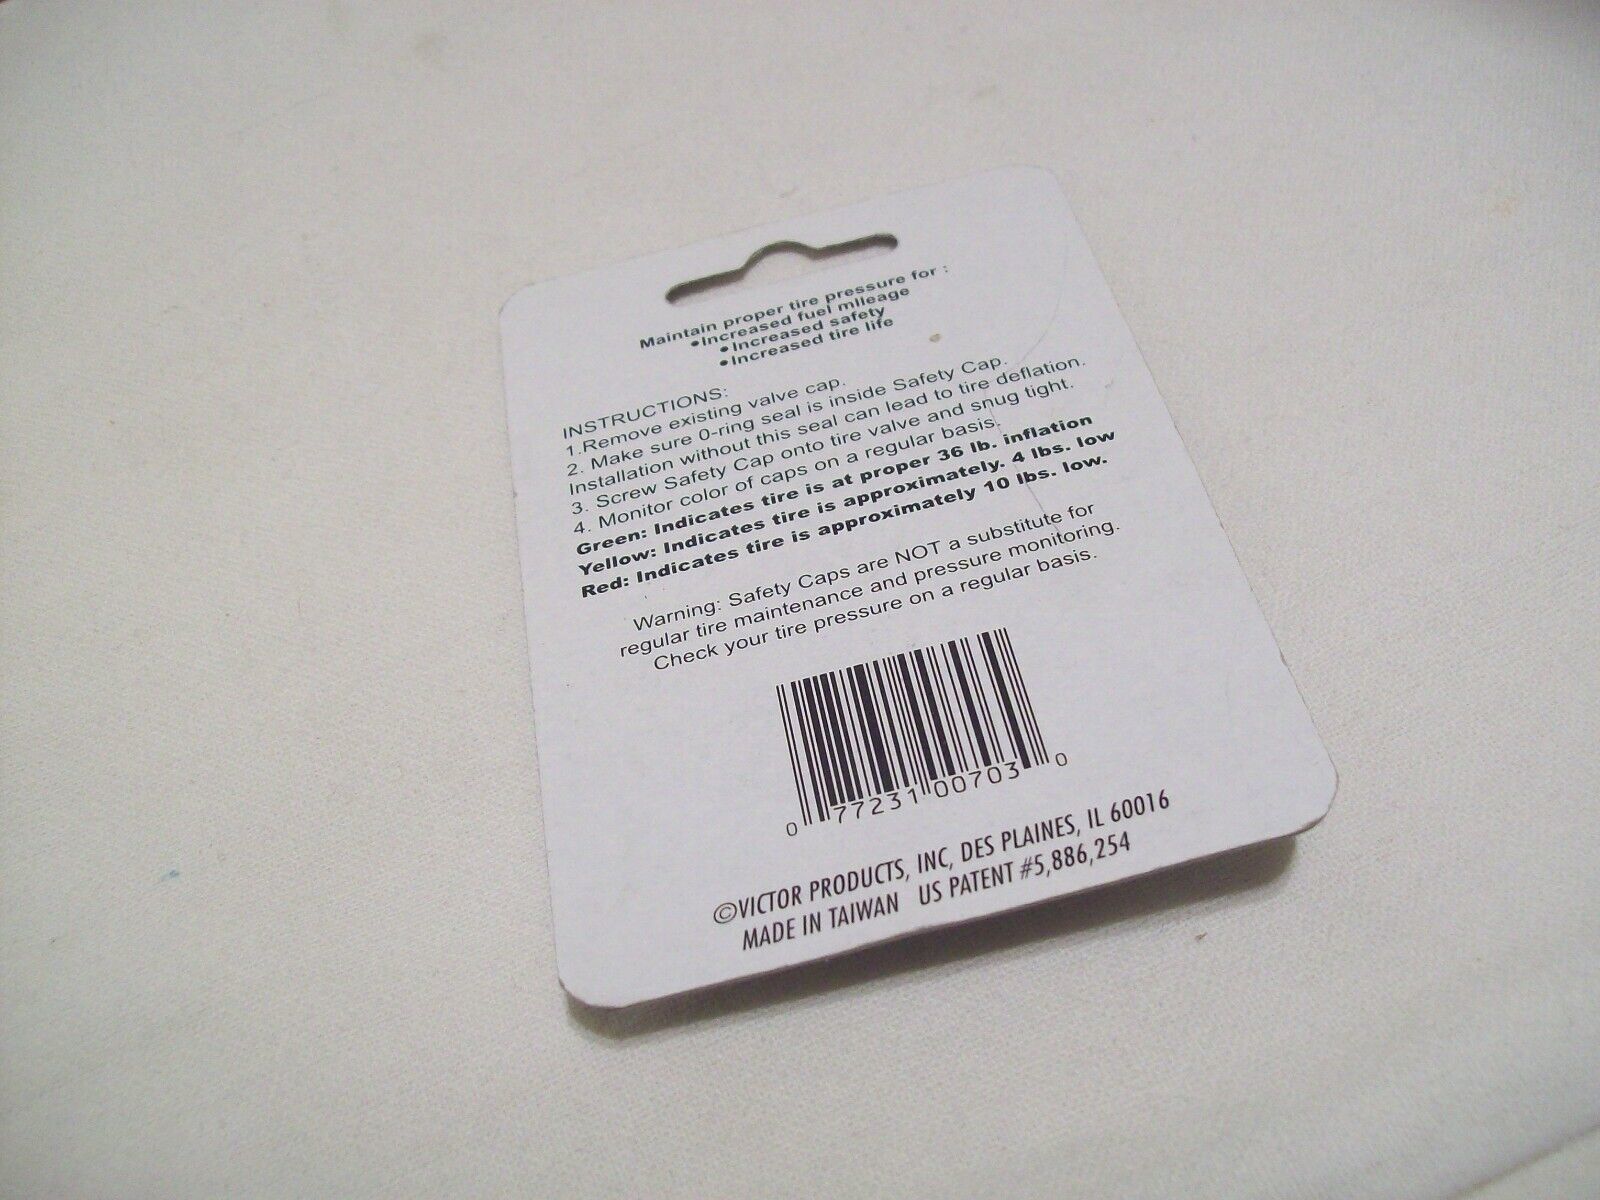 Maintain proper tire pressure for :
•Increased fuel mileage
•Increased safety
•Increased tire life
INSTRUCTIONS:
1.Remove existing valve cap.
2. Make sure 0-ring seal is inside Safety Cap.
Installation without this seal can lead to tire deflation.
3. Screw Safety Cap onto tire valve and snug tight.
4. Monitor color of caps on a regular basis.
Green: Indicates tire is at proper 36 lb. inflation
Yellow: Indicates tire is approximately. 4 lbs. low
Red: Indicates tire is approximately 10 lbs. low.
Warning: Safety Caps are NOT a substitute for
regular tire maintenance and pressure monitoring.
Check your tire pressure on a regular basis.
0 77231 00703 0
©VICTOR PRODUCTS, INC, DES PLAINES, IL 60016
MADE IN TAIWAN US PATENT #5,886,254